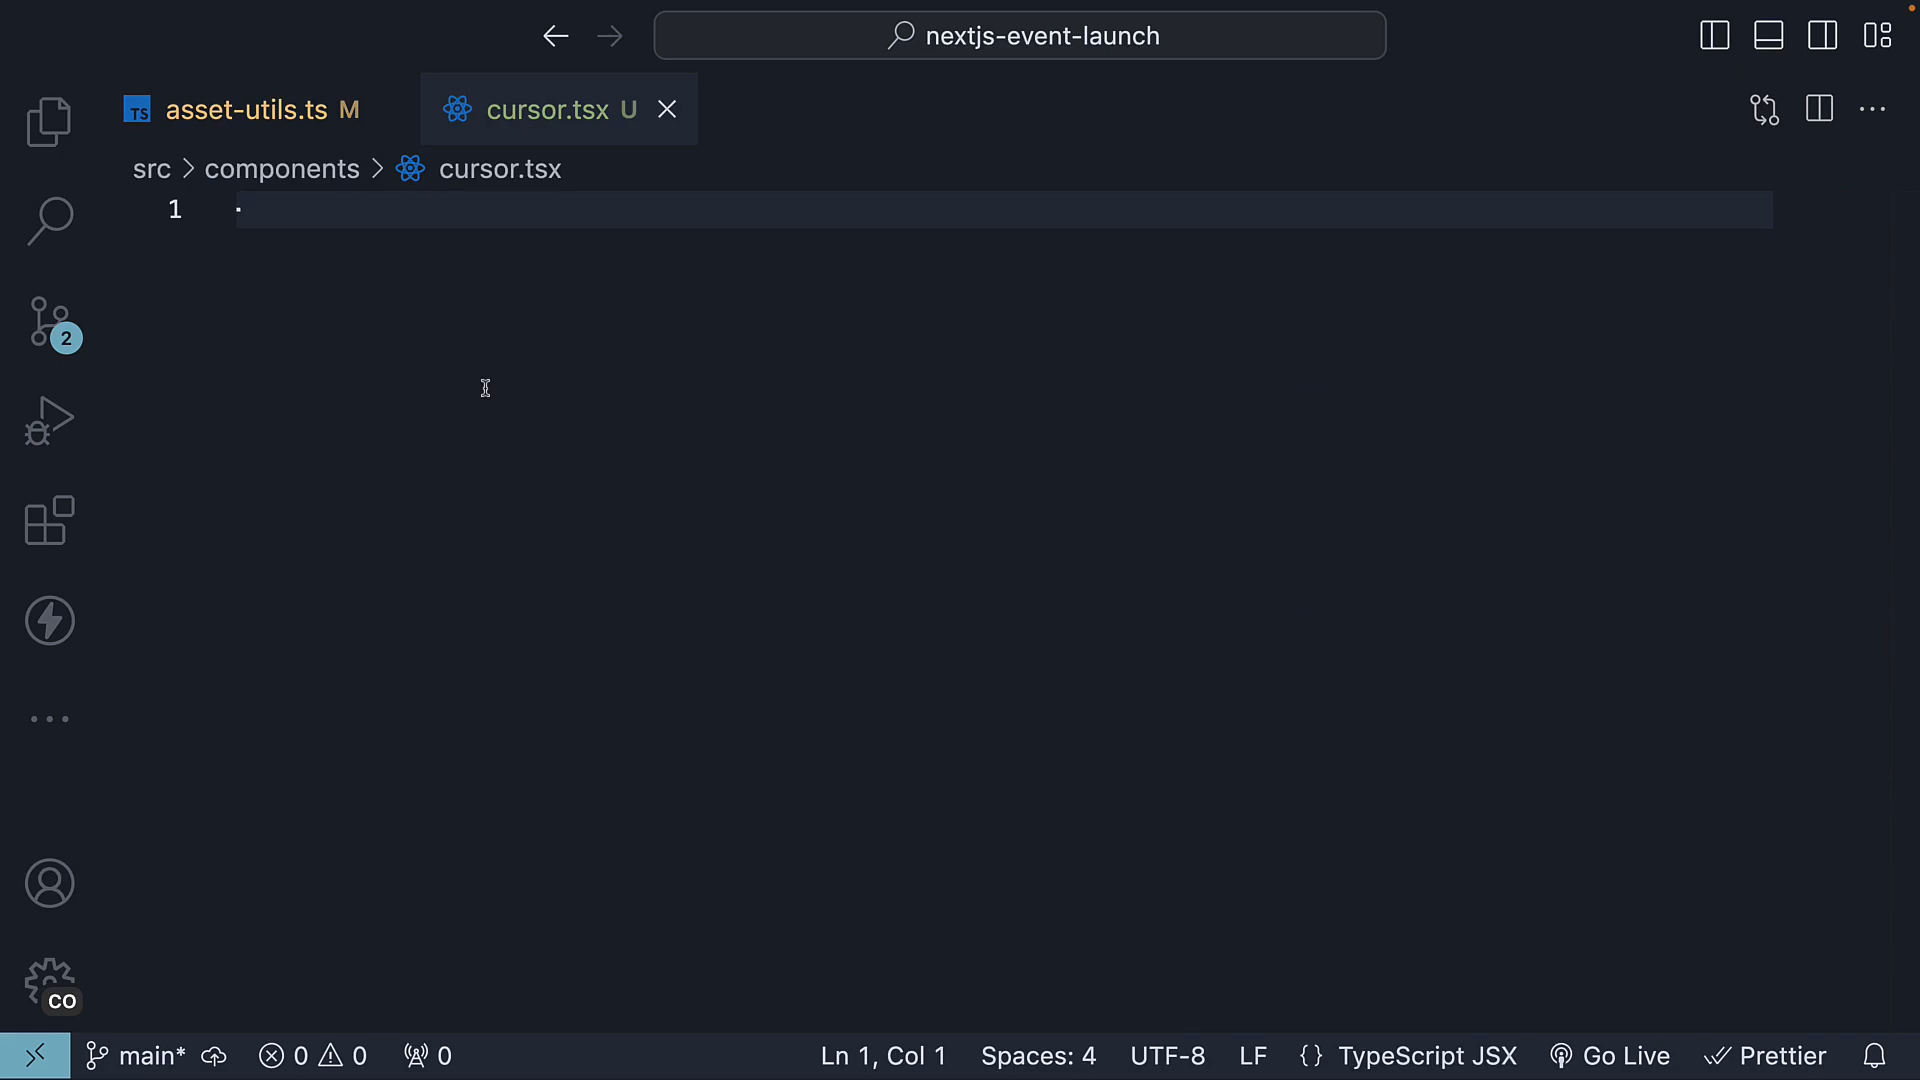 nextjs-event-launch
TS asset-utils.ts M
cursor.tsx U
src > components > cursor.tsx
1
2
CO
main* 0 0 0
Ln 1, Col 1 Spaces: 4 UTF-8 LF {} TypeScript JSX Go Live Prettier